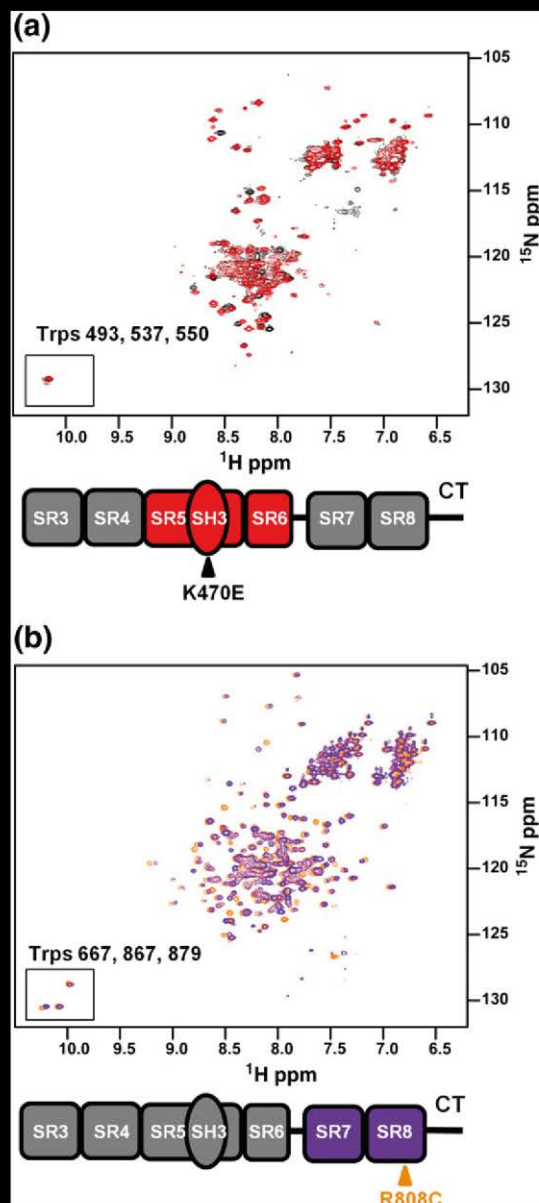 (a)
105
110
115
120
125
130
15N ppm
Trps 493, 537, 550
10.0 9.5 9.0 8.5 8.0 7.5 7.0 6.5
1H ppm
CT
SR3 SR4 SR5 SH3 SR6 SR7 SR8
K470E
(b)
105
110
115
120
125
130
15N ppm
Trps 667, 867, 879
10.0 9.5 9.0 8.5 8.0 7.5 7.0 6.5
1H ppm
CT
SR3 SR4 SR5 SH3 SR6 SR7 SR8
R808C